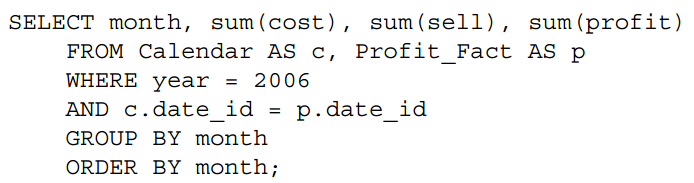 SELECT month, sum(cost), sum(sell), sum(profit)
    FROM Calendar AS c, Profit_Fact AS p
    WHERE year = 2006
    AND c.date_id = p.date_id
    GROUP BY month
    ORDER BY month;